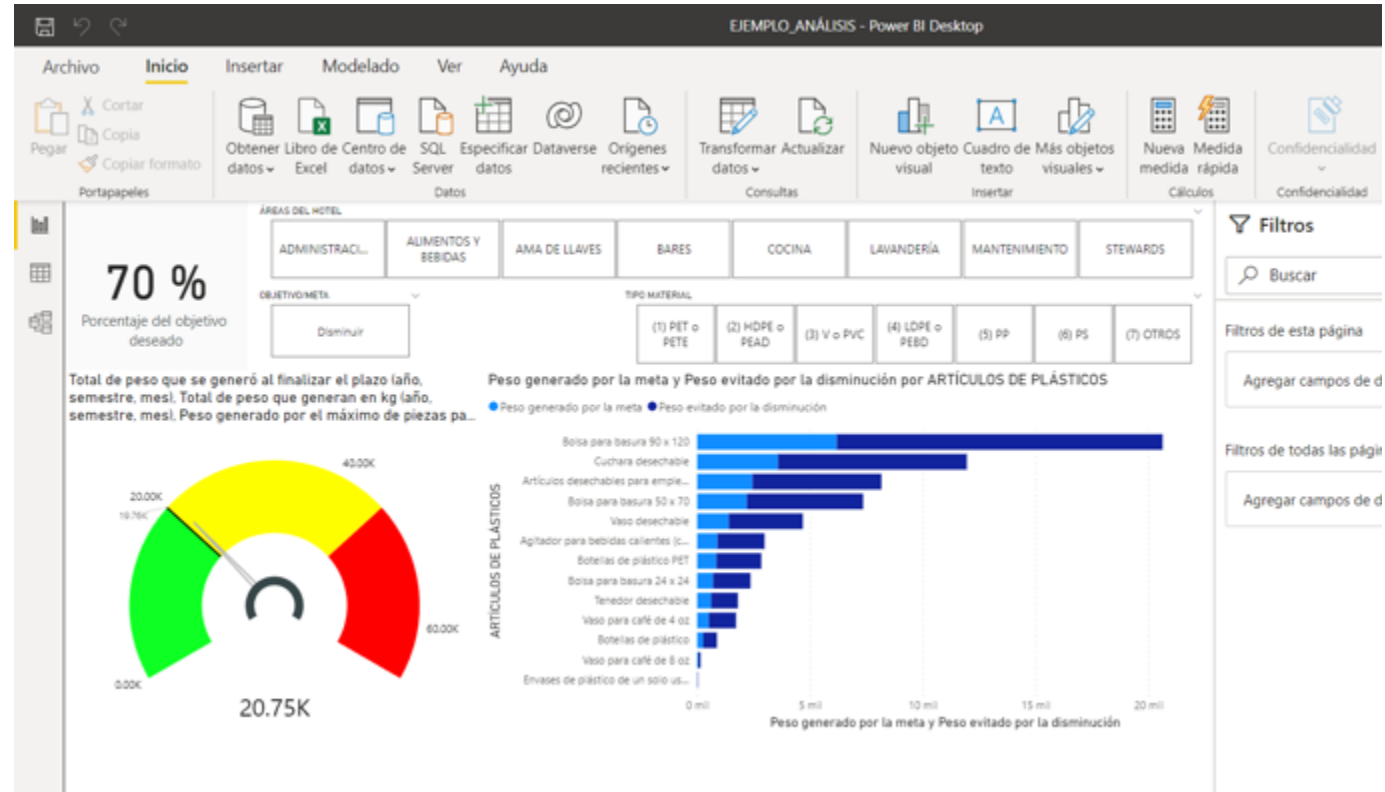 EJEMPLO_ANÁLISIS - Power BI Desktop
Archivo Inicio Insertar Modelado Ver Ayuda
Pegar
Cortar
Copia
Copiar formato
Portapapeles
Obtener datos
Libro de Excel
Centro de datos
SQL Server
Especificar datos
Dataverse
Orígenes recientes
Datos
Transformar datos
Actualizar
Consultas
Nuevo objeto visual
Cuadro de texto
Más objetos visuales
Insertar
Nueva medida
Medida rápida
Cálculos
Confidencialidad
Confidencialidad
70 %
Porcentaje del objetivo
deseado
ÁREAS DEL HOTEL
ADMINISTRACI...
ALIMENTOS Y
BEBIDAS
AMA DE LLAVES
BARES
COCINA
LAVANDERÍA
MANTENIMIENTO
STEWARDS
OBJETIVO/META
Disminuir
TIPO MATERIAL
(1) PET o
PETE
(2) HDPE o
PEAD
(3) V o PVC
(4) LDPE o
PEBD
(5) PP
(6) PS
(7) OTROS
Total de peso que se generó al finalizar el plazo (año,
semestre, mes), Total de peso que generan en kg (año,
semestre, mes), Peso generado por el máximo de piezas pa...
40.00K
20.00K
19.76K
60.00K
0.00K
20.75K
Peso generado por la meta y Peso evitado por la disminución por ARTÍCULOS DE PLÁSTICOS
Peso generado por la meta Peso evitado por la disminución
ARTÍCULOS DE PLÁSTICOS
Bolsa para basura 90 x 120
Cuchara desechable
Artículos desechables para emple...
Bolsa para basura 50 x 70
Vaso desechable
Agitador para bebidas calientes (c...
Botellas de plástico PET
Bolsa para basura 24 x 24
Tenedor desechable
Vaso para café de 4 oz
Botellas de plástico
Vaso para café de 8 oz
Envases de plástico de un solo us...
0 mil 5 mil 10 mil 15 mil 20 mil
Peso generado por la meta y Peso evitado por la disminución
Filtros
Buscar
Filtros de esta página
Agregar campos de d
Filtros de todas las págin
Agregar campos de d